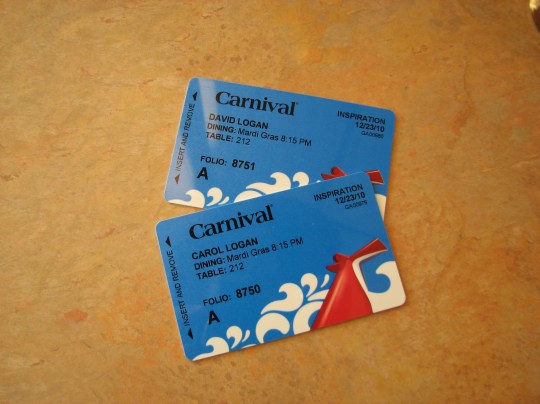 Carnival
INSPIRATION
12/23/10
DAVID LOGAN
DINING: Mardi Gras 8:15 PM
TABLE: 212
FOLIO: 8751
A
INSERT AND REMOVE
Carnival
INSPIRATION
12/23/10
CAROL LOGAN
DINING: Mardi Gras 8:15 PM
TABLE: 212
FOLIO: 8750
A
INSERT AND REMOVE